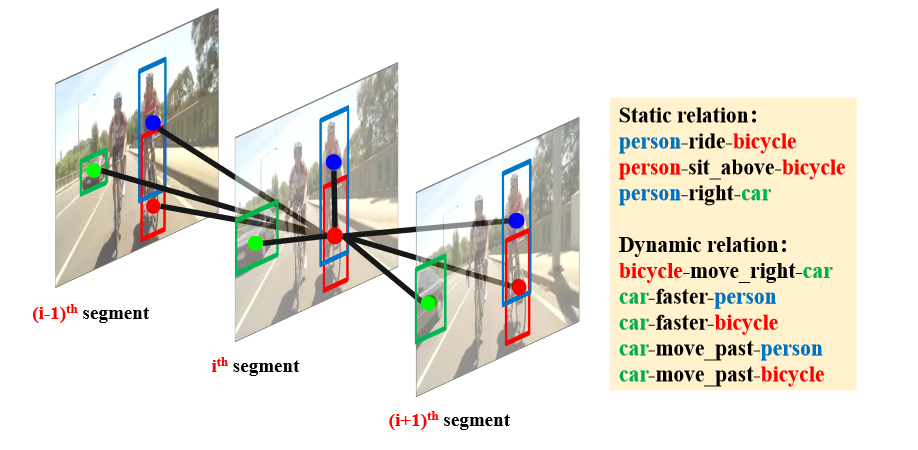 (i-1)th segment
ith segment
(i+1)th segment
Static relation:
person-ride-bicycle
person-sit_above-bicycle
person-right-car
Dynamic relation:
bicycle-move_right-car
car-faster-person
car-faster-bicycle
car-move_past-person
car-move_past-bicycle